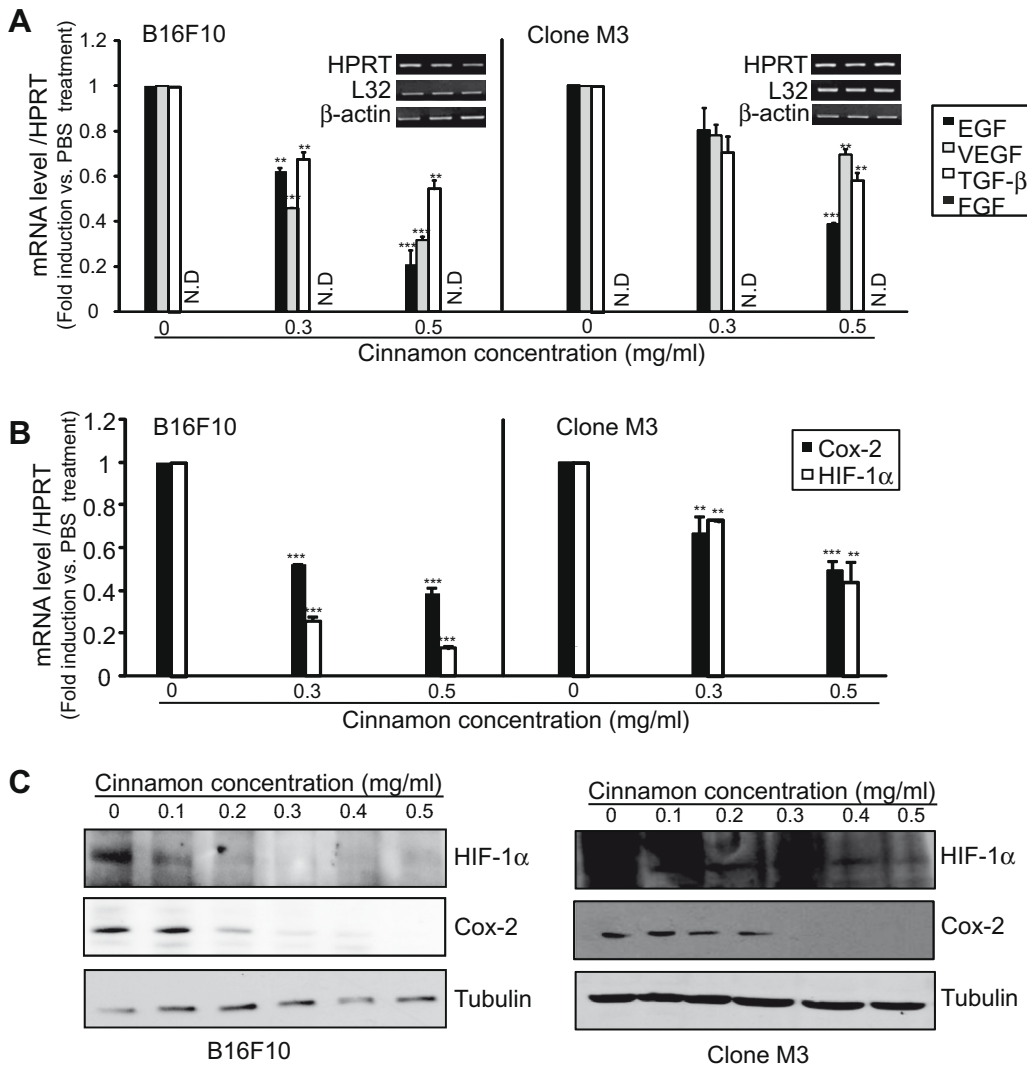 A
B16F10
Clone M3
mRNA level /HPRT
(Fold induction vs. PBS treatment)
1.2
1
0.8
0.6
0.4
0.2
0
HPRT
L32
β-actin
HPRT
L32
β-actin
EGF
VEGF
TGF-β
FGF
** *** **
*** *** **
*** ** **
N.D
N.D
N.D
N.D
N.D
N.D
0 0.3 0.5 0 0.3 0.5
Cinnamon concentration (mg/ml)
B
B16F10
Clone M3
mRNA level /HPRT
(Fold induction vs. PBS treatment)
1.2
1
0.8
0.6
0.4
0.2
0
Cox-2
HIF-1α
*** ***
*** ***
** **
*** **
0 0.3 0.5 0 0.3 0.5
Cinnamon concentration (mg/ml)
C
Cinnamon concentration (mg/ml)
0 0.1 0.2 0.3 0.4 0.5
HIF-1α
Cox-2
Tubulin
B16F10
Cinnamon concentration (mg/ml)
0 0.1 0.2 0.3 0.4 0.5
HIF-1α
Cox-2
Tubulin
Clone M3